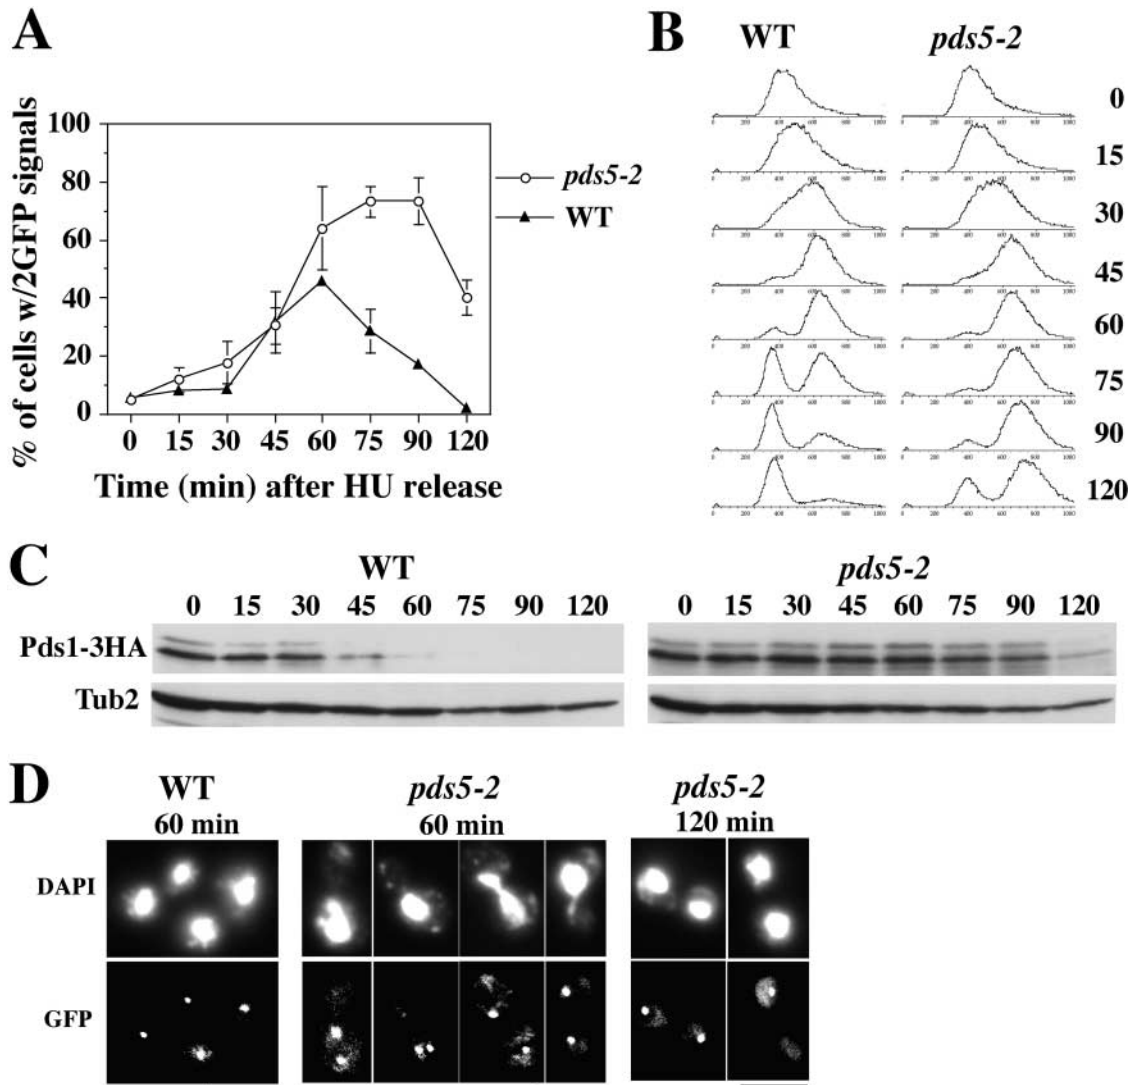 A
% of cells w/2GFP signals
100
80
60
40
20
0
0 15 30 45 60 75 90 120
Time (min) after HU release
pds5-2
WT
B
WT pds5-2
0
15
30
45
60
75
90
120
C
WT pds5-2
0 15 30 45 60 75 90 120 0 15 30 45 60 75 90 120
Pds1-3HA
Tub2
D
WT pds5-2 pds5-2
60 min 60 min 120 min
DAPI
GFP